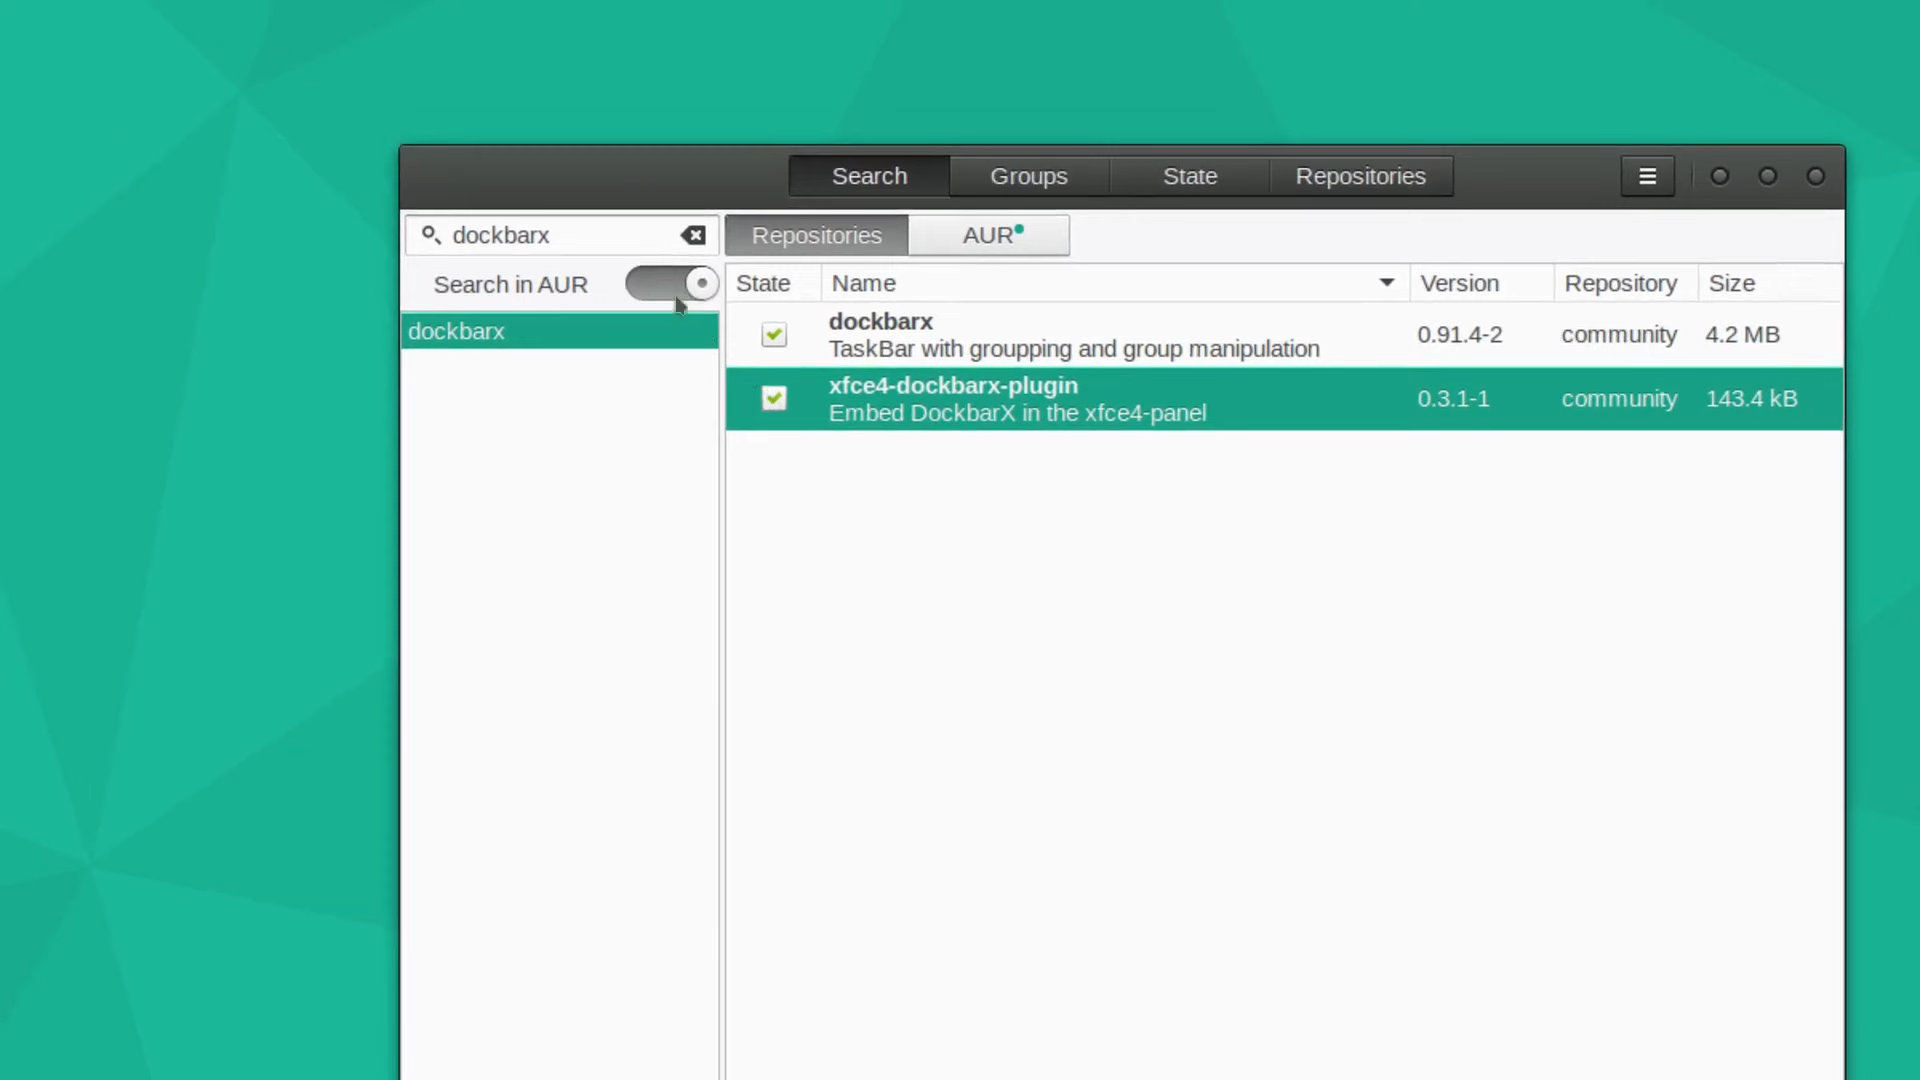 Search Groups State Repositories
dockbarx
Repositories AUR
Search in AUR
State Name Version Repository Size
dockbarx
dockbarx
TaskBar with groupping and group manipulation
0.91.4-2 community 4.2 MB
xfce4-dockbarx-plugin
Embed DockbarX in the xfce4-panel
0.3.1-1 community 143.4 kB